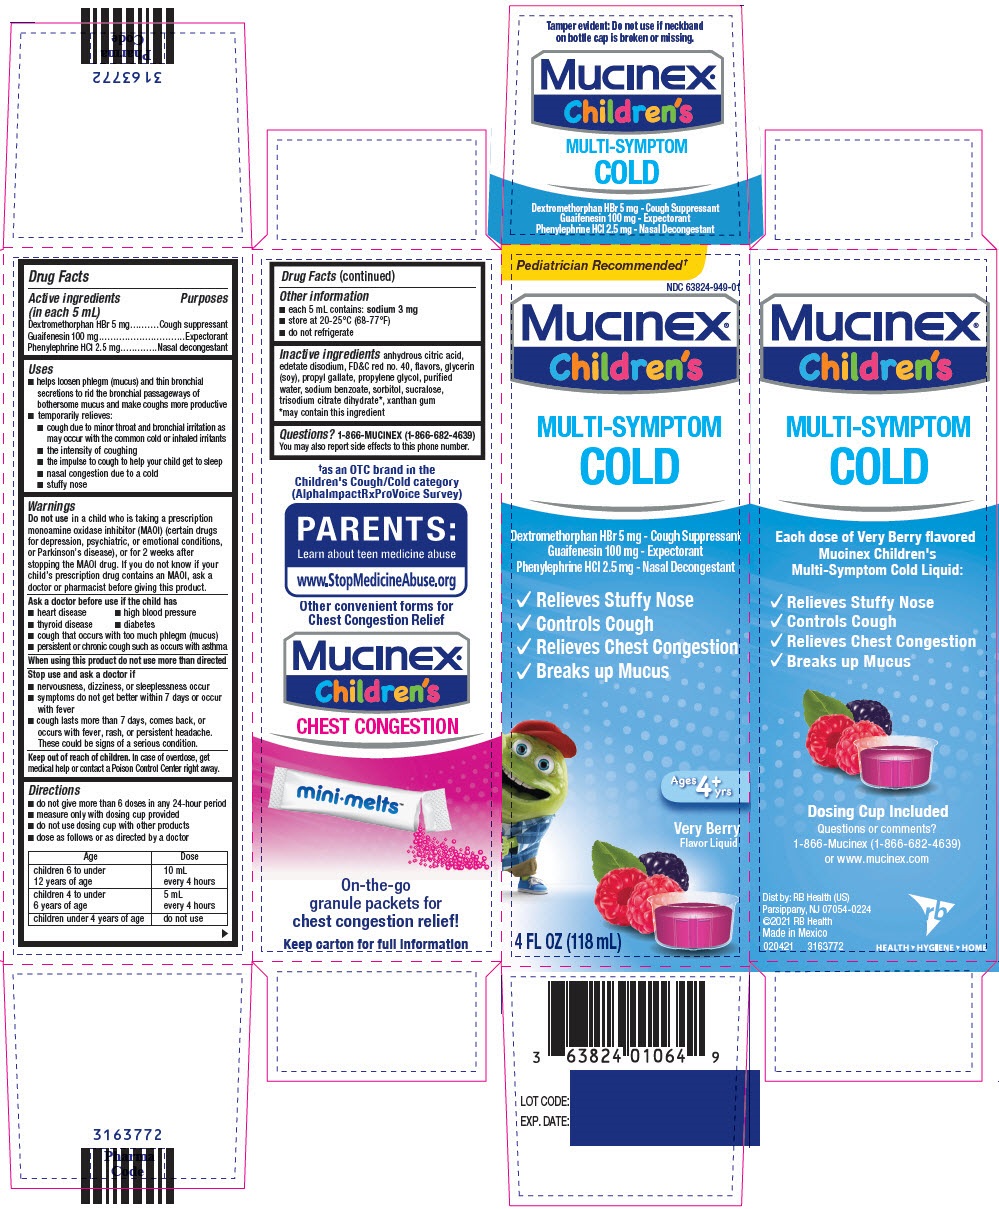 Pharma
Code
3163772
Tamper evident: Do not use if neckband
on bottle cap is broken or missing.
Mucinex®
Children's
MULTI-SYMPTOM
COLD
Dextromethorphan HBr 5 mg - Cough Suppressant
Guaifenesin 100 mg - Expectorant
Phenylephrine HCl 2.5 mg - Nasal Decongestant
Drug Facts
Active ingredients Purposes
(in each 5 mL)
Dextromethorphan HBr 5 mg..........Cough suppressant
Guaifenesin 100 mg............................Expectorant
Phenylephrine HCl 2.5 mg............Nasal decongestant
Uses
■ helps loosen phlegm (mucus) and thin bronchial
secretions to rid the bronchial passageways of
bothersome mucus and make coughs more productive
■ temporarily relieves:
■ cough due to minor throat and bronchial irritation as
may occur with the common cold or inhaled irritants
■ the intensity of coughing
■ the impulse to cough to help your child get to sleep
■ nasal congestion due to a cold
■ stuffy nose
Warnings
Do not use in a child who is taking a prescription
monoamine oxidase inhibitor (MAOI) (certain drugs
for depression, psychiatric, or emotional conditions,
or Parkinson's disease), or for 2 weeks after
stopping the MAOI drug. If you do not know if your
child's prescription drug contains an MAOI, ask a
doctor or pharmacist before giving this product.
Ask a doctor before use if the child has
■ heart disease ■ high blood pressure
■ thyroid disease ■ diabetes
■ cough that occurs with too much phlegm (mucus)
■ persistent or chronic cough such as occurs with asthma
When using this product do not use more than directed
Stop use and ask a doctor if
■ nervousness, dizziness, or sleeplessness occur
■ symptoms do not get better within 7 days or occur
with fever
■ cough lasts more than 7 days, comes back, or
occurs with fever, rash, or persistent headache.
These could be signs of a serious condition.
Keep out of reach of children. In case of overdose, get
medical help or contact a Poison Control Center right away.
Directions
■ do not give more than 6 doses in any 24-hour period
■ measure only with dosing cup provided
■ do not use dosing cup with other products
■ dose as follows or as directed by a doctor
Age Dose
children 6 to under 10 mL
12 years of age every 4 hours
children 4 to under 5 mL
6 years of age every 4 hours
children under 4 years of age do not use
Drug Facts (continued)
Other information
■ each 5 mL contains: sodium 3 mg
■ store at 20-25°C (68-77°F)
■ do not refrigerate
Inactive ingredients anhydrous citric acid,
edetate disodium, FD&C red no. 40, flavors, glycerin
(soy), propyl gallate, propylene glycol, purified
water, sodium benzoate, sorbitol, sucralose,
trisodium citrate dihydrate*, xanthan gum
*may contain this ingredient
Questions? 1-866-MUCINEX (1-866-682-4639)
You may also report side effects to this phone number.
†as an OTC brand in the
Children's Cough/Cold category
(AlphaImpactRxProVoice Survey)
PARENTS:
Learn about teen medicine abuse
www.StopMedicineAbuse.org
Other convenient forms for
Chest Congestion Relief
Mucinex®
Children's
CHEST CONGESTION
mini·melts™
On-the-go
granule packets for
chest congestion relief!
Keep carton for full information
Pediatrician Recommended†
NDC 63824-949-01
Mucinex®
Children's
MULTI-SYMPTOM
COLD
Dextromethorphan HBr 5 mg - Cough Suppressant
Guaifenesin 100 mg - Expectorant
Phenylephrine HCl 2.5 mg - Nasal Decongestant
✓ Relieves Stuffy Nose
✓ Controls Cough
✓ Relieves Chest Congestion
✓ Breaks up Mucus
Ages 4+ yrs
Very Berry
Flavor Liquid
4 FL OZ (118 mL)
Mucinex®
Children's
MULTI-SYMPTOM
COLD
Each dose of Very Berry flavored
Muoinex Children's
Multi-Symptom Cold Liquid:
✓ Relieves Stuffy Nose
✓ Controls Cough
✓ Relieves Chest Congestion
✓ Breaks up Mucus
Dosing Cup Included
Questions or comments?
1-866-Mucinex (1-866-682-4639)
or www.mucinex.com
Dist by: RB Health (US)
Parsippany, NJ 07054-0224
©2021 RB Health
Made in Mexico
020421 3163772
rb
HEALTH • HYGIENE • HOME
3 63824 01064 9
LOT CODE:
EXP. DATE:
3163772
Pharma
Code